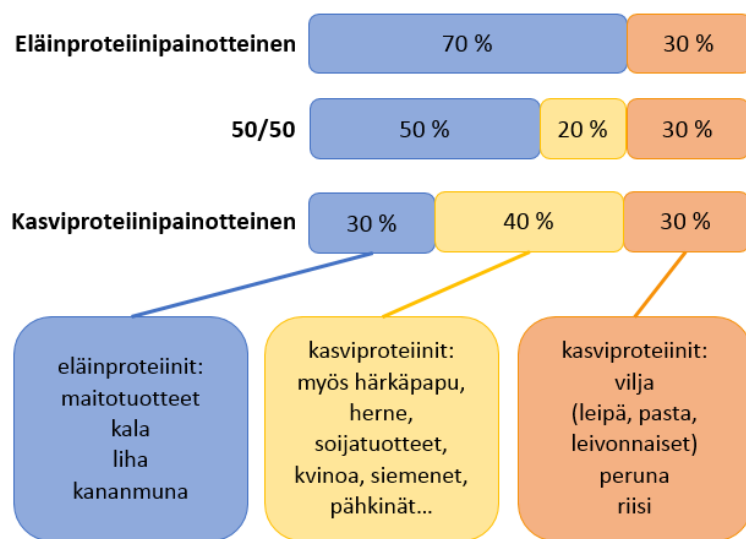 Eläinproteiinipainotteinen 70 % 30 %
50/50 50 % 20 % 30 %
Kasviproteiinipainotteinen 30 % 40 % 30 %
eläinproteiinit:
maitotuotteet
kala
liha
kananmuna
kasviproteiinit:
myös härkäpapu,
herne,
soijatuotteet,
kvinoa, siemenet,
pähkinät...
kasviproteiinit:
vilja
(leipä, pasta,
leivonnaiset)
peruna
riisi